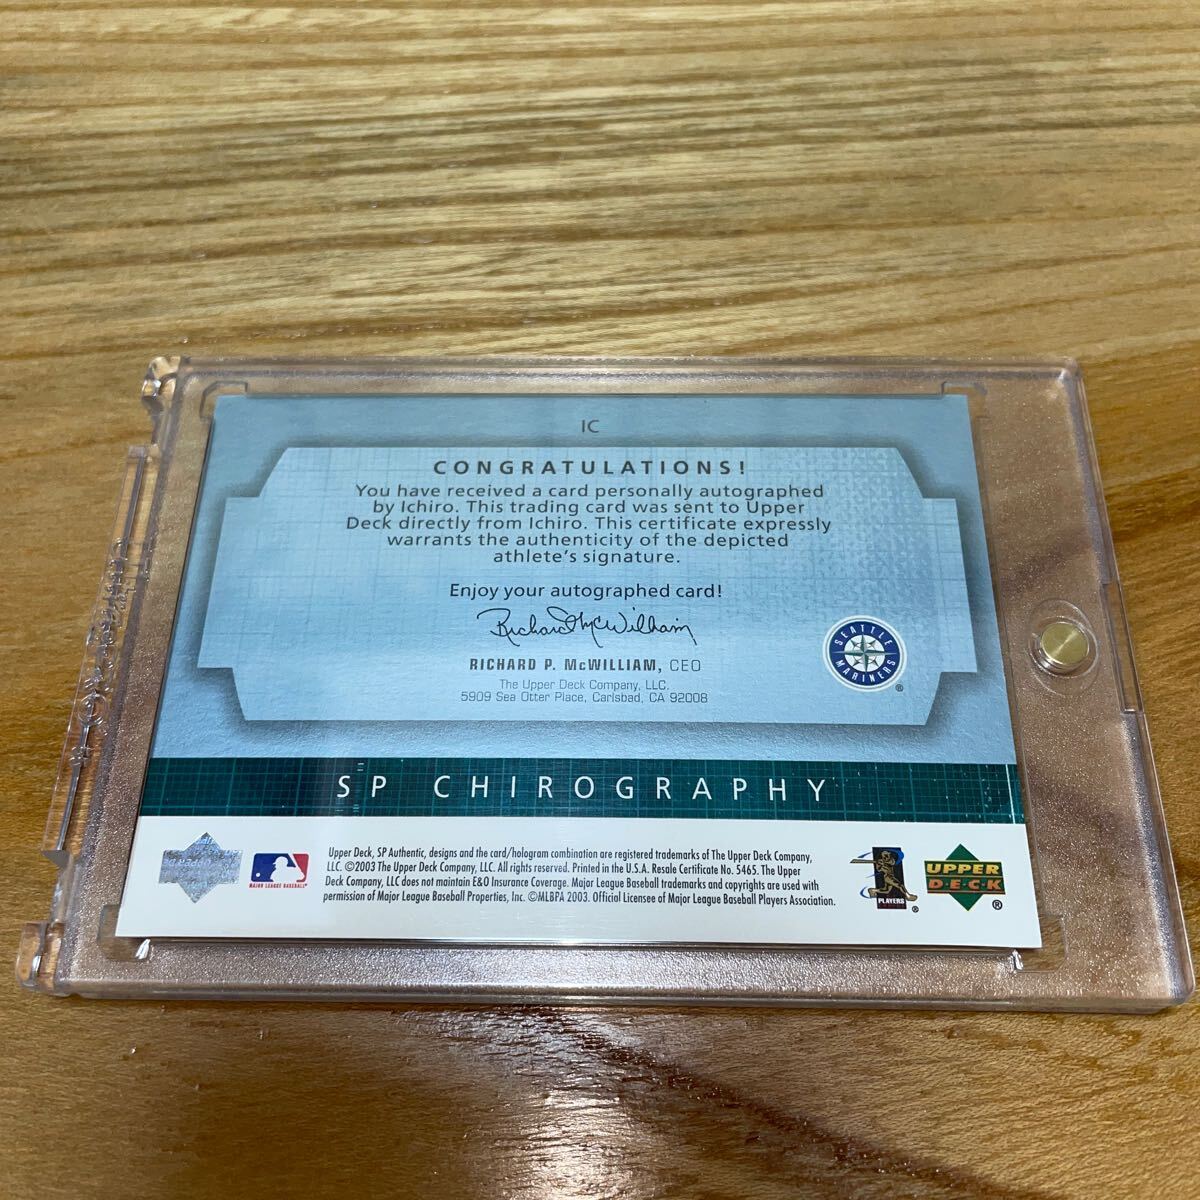 IC
CONGRATULATIONS!
You have received a card personally autographed
by Ichiro. This trading card was sent to Upper
Deck directly from Ichiro. This certificate expressly
warrants the authenticity of the depicted
athlete's signature.
Enjoy your autographed card!
Richard McWilliam
RICHARD P. McWILLIAM, CEO
The Upper Deck Company, LLC.
5909 Sea Otter Place, Carlsbad, CA 92008
SEATTLE
MARINERS
®
SP CHIROGRAPHY
MAJOR LEAGUE BASEBALL®
Upper Deck, SP Authentic, designs and the card/hologram combination are registered trademarks of The Upper Deck Company,
LLC. ©2003 The Upper Deck Company, LLC. All rights reserved. Printed in the U.S.A. Resale Certificate No. 5465. The Upper
Deck Company, LLC does not maintain E&O Insurance Coverage. Major League Baseball trademarks and copyrights are used with
permission of Major League Baseball Properties, Inc. ©MLBPA 2003. Official Licensee of Major League Baseball Players Association.
PLAYERS
®
UPPER
DECK
®